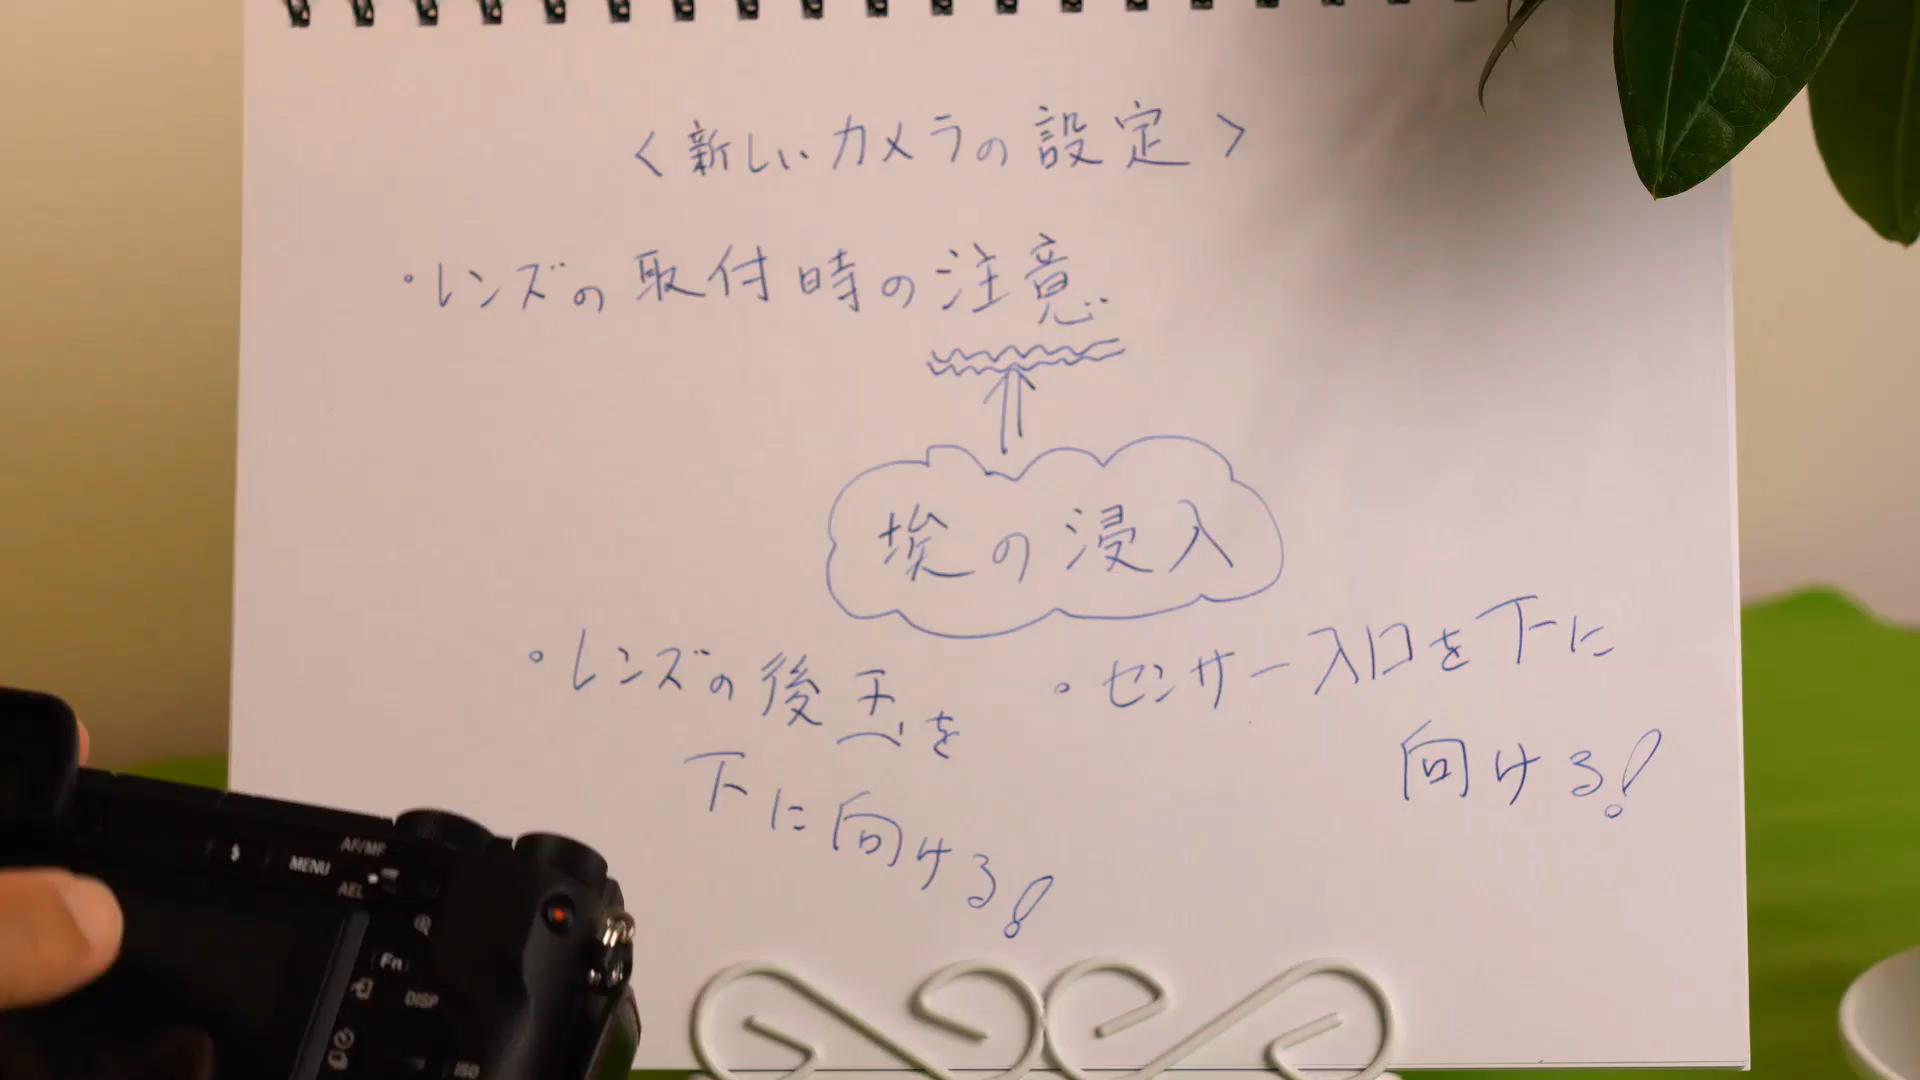 <新しいカメラの設定>
・レンズの取付時の注意
埃の浸入
・レンズの後玉を
下に向ける!
・センサー入口を下に
向ける!
AF/MF
MENU
AEL
Fn
DISP
ISO